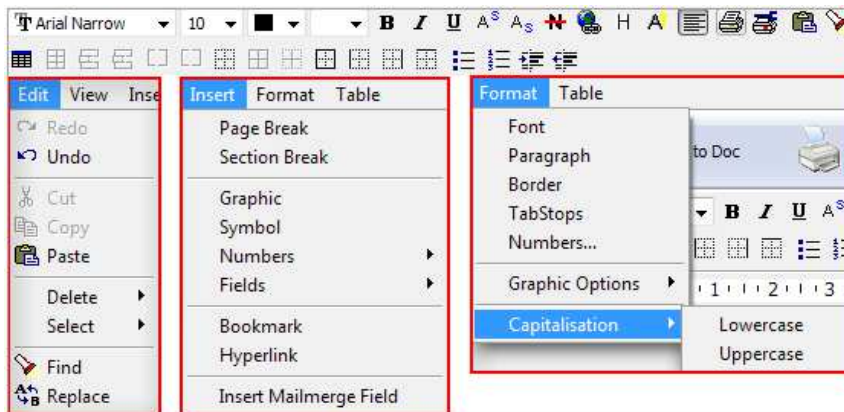 Arial Narrow 10 B I U A S A S N H A
Edit View Inse
Redo
Undo
Cut
Copy
Paste
Delete
Select
Find
Replace
Insert Format Table
Page Break
Section Break
Graphic
Symbol
Numbers
Fields
Bookmark
Hyperlink
Insert Mailmerge Field
Format Table
Font
Paragraph
Border
TabStops
Numbers...
Graphic Options
Capitalisation
Lowercase
Uppercase
to Doc
B I U A S
1 2 3